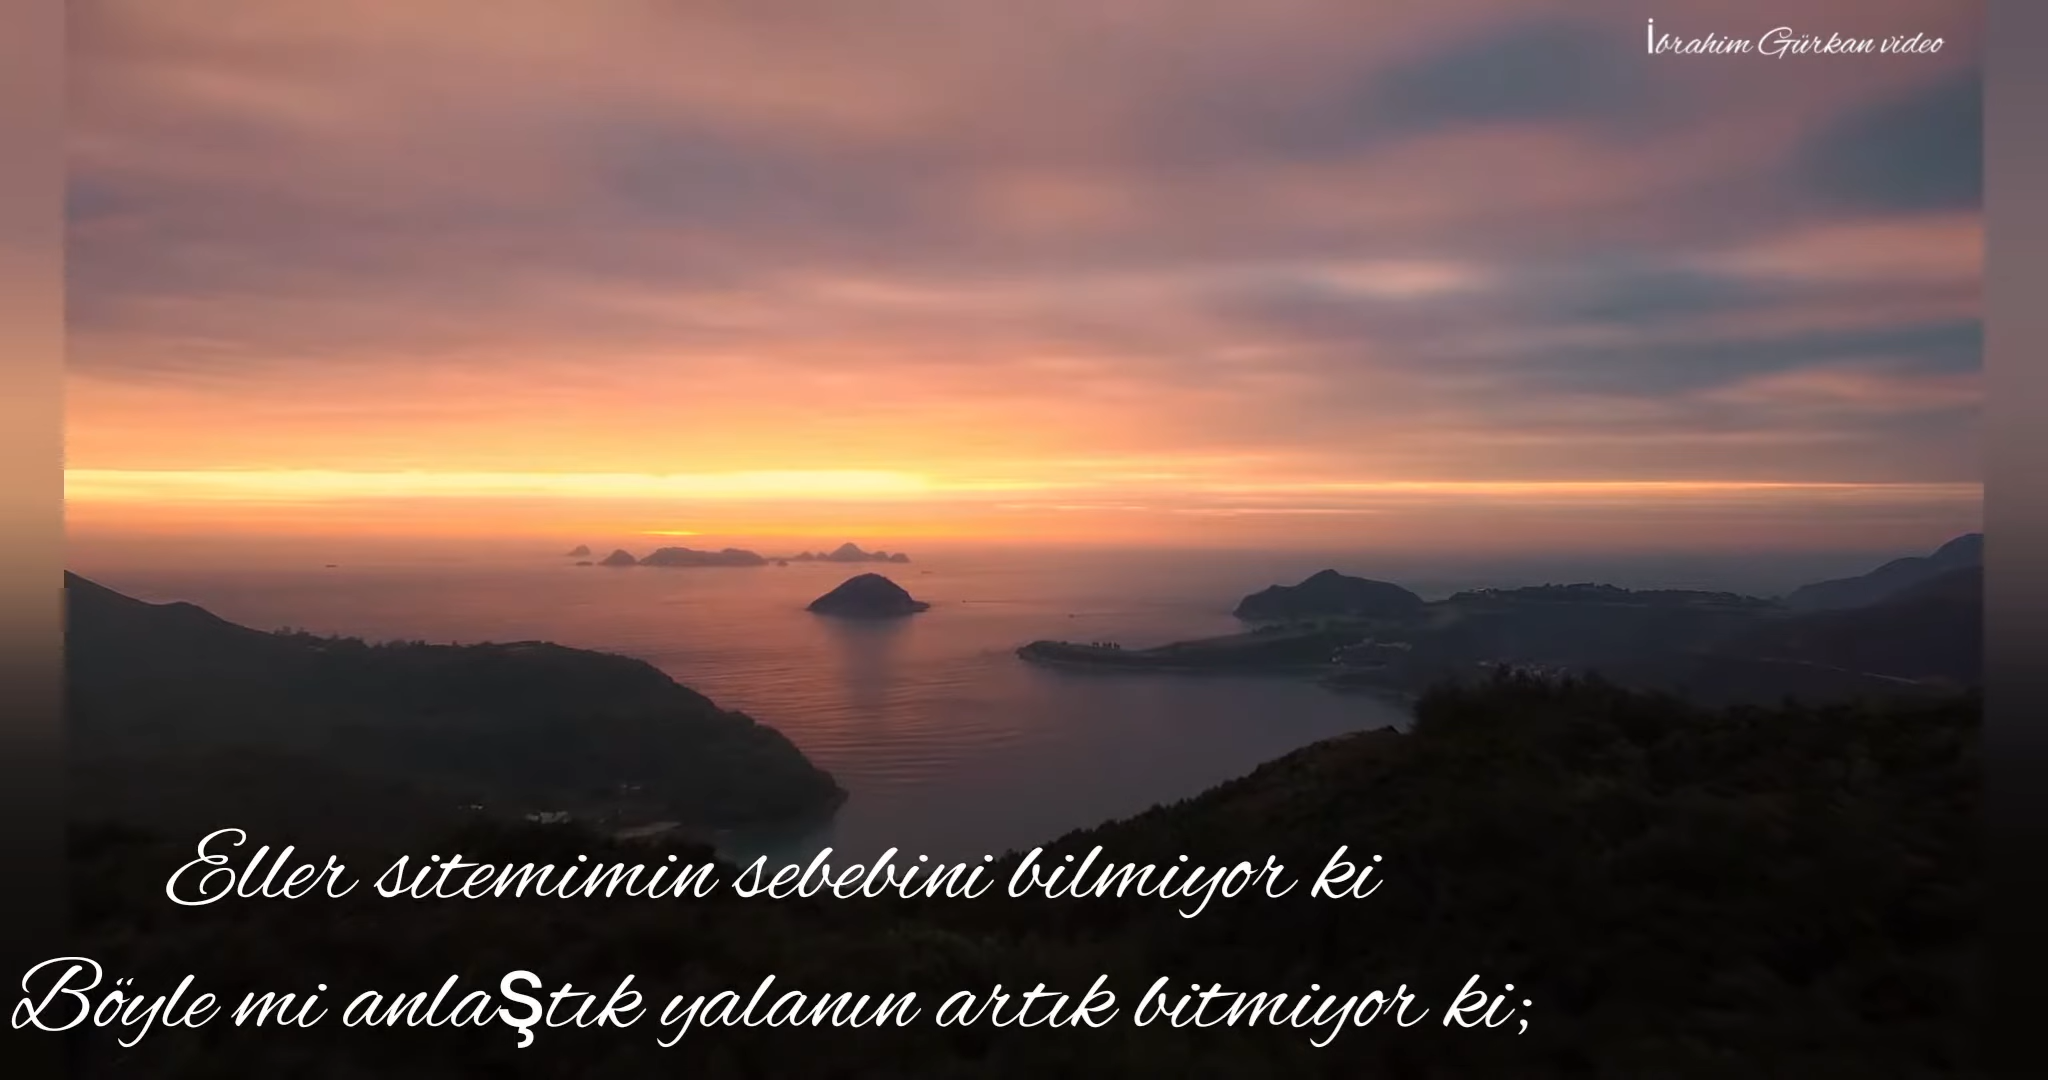 İbrahim Gürkan video
Eller sitemimin sebebini bilmiyor ki
Böyle mi anlaştık yalanın artık bitmiyor ki;